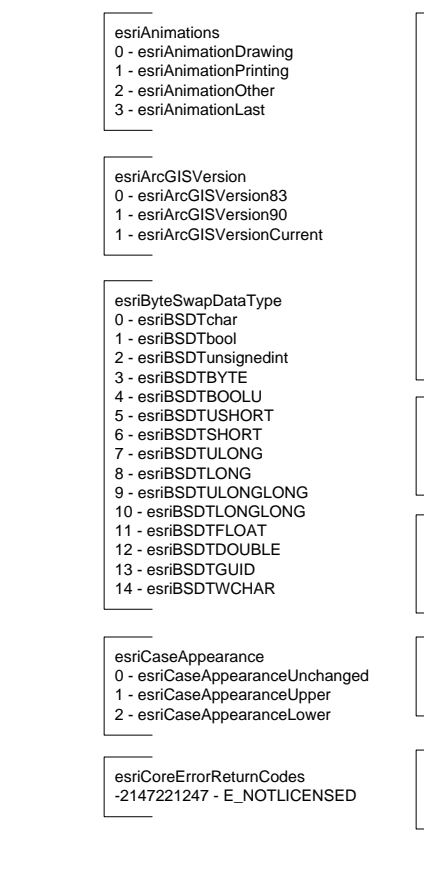 esriAnimations
0 - esriAnimationDrawing
1 - esriAnimationPrinting
2 - esriAnimationOther
3 - esriAnimationLast
esriArcGISVersion
0 - esriArcGISVersion83
1 - esriArcGISVersion90
1 - esriArcGISVersionCurrent
esriByteSwapDataType
0 - esriBSDTchar
1 - esriBSDTbool
2 - esriBSDTunsignedint
3 - esriBSDTBYTE
4 - esriBSDTBOOLU
5 - esriBSDTUSHORT
6 - esriBSDTSHORT
7 - esriBSDTULONG
8 - esriBSDTLONG
9 - esriBSDTULONGLONG
10 - esriBSDTLONGLONG
11 - esriBSDTFLOAT
12 - esriBSDTDOUBLE
13 - esriBSDTGUID
14 - esriBSDTWCHAR
esriCaseAppearance
0 - esriCaseAppearanceUnchanged
1 - esriCaseAppearanceUpper
2 - esriCaseAppearanceLower
esriCoreErrorReturnCodes
-2147221247 - E_NOTLICENSED